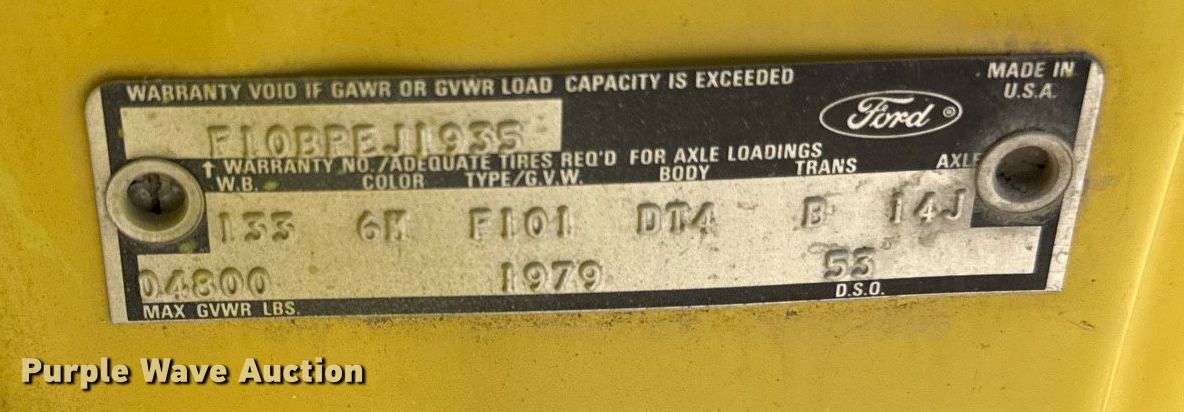 WARRANTY VOID IF GAWR OR GVWR LOAD CAPACITY IS EXCEEDED
MADE IN
U.S.A.
Ford ®
F10BPEJ1935
↑ WARRANTY NO./ADEQUATE TIRES REQ'D FOR AXLE LOADINGS
W.B. COLOR TYPE/G.V.W. BODY TRANS AXLE
133 6K F101 DT4 B 14J
04800 1979 53
MAX GVWR LBS. D.S.O.
Purple Wave Auction